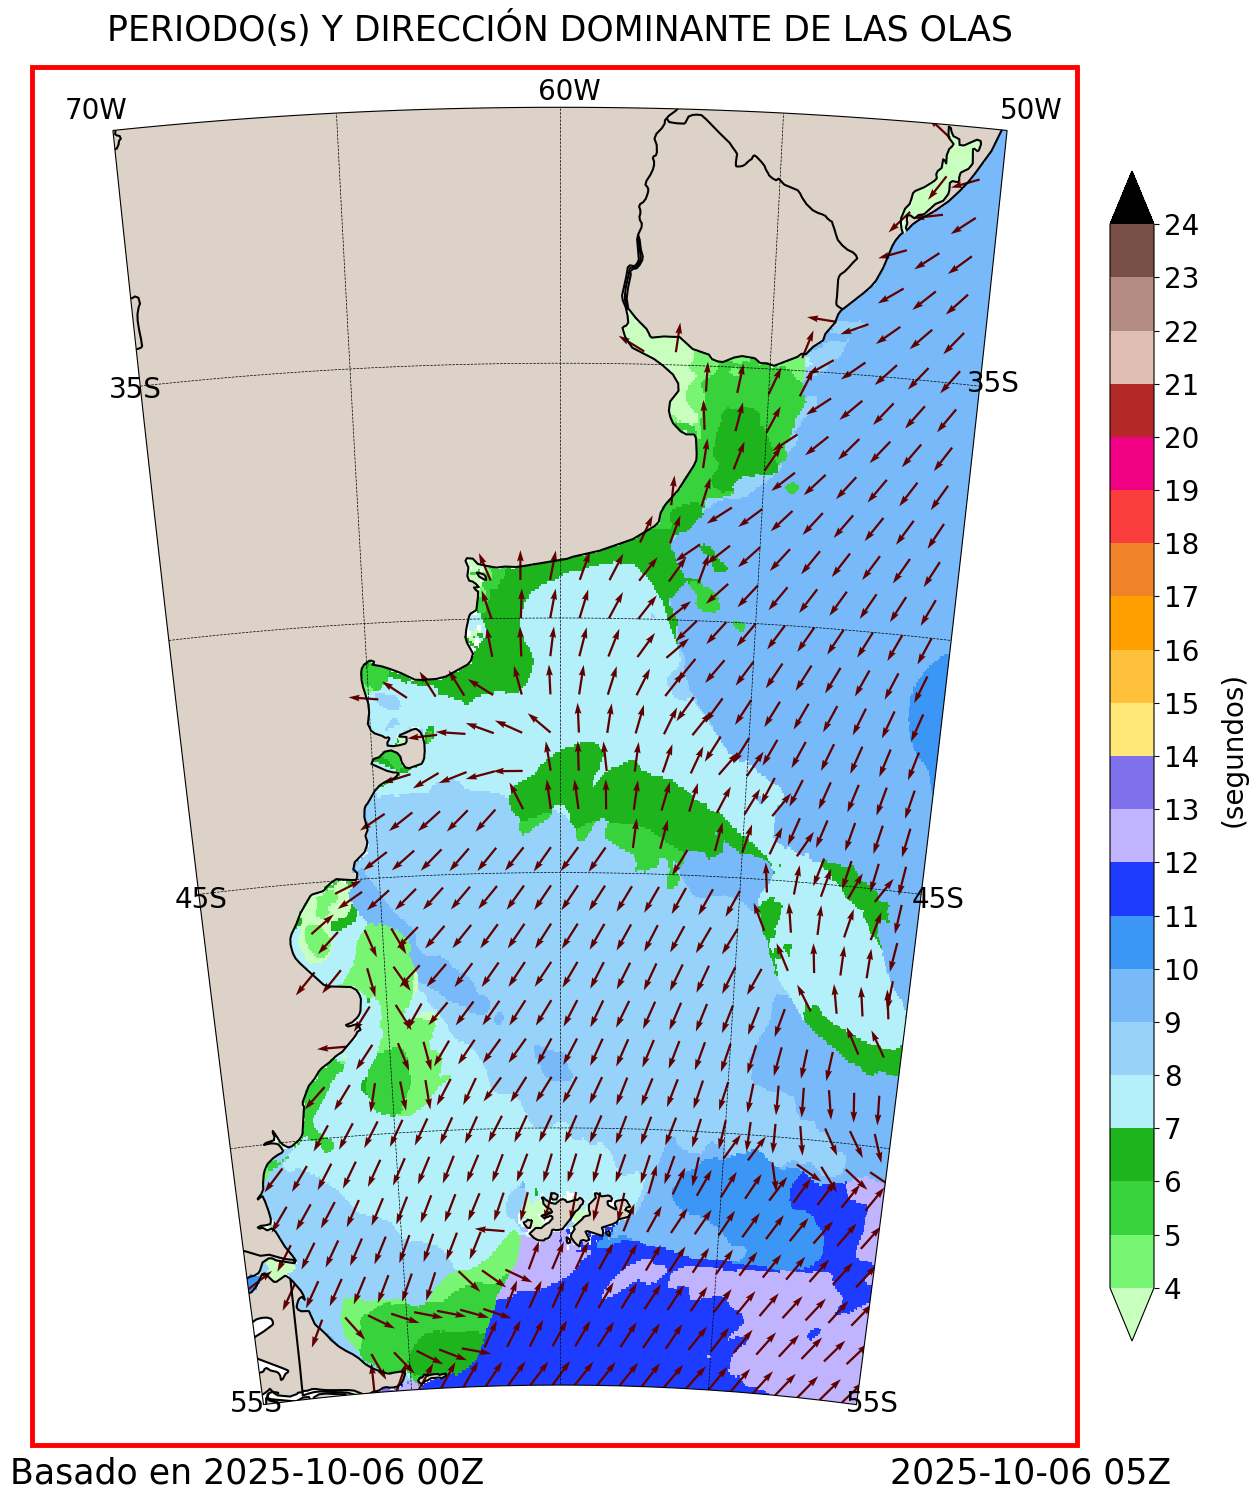 PERIODO(s) Y DIRECCIÓN DOMINANTE DE LAS OLAS
70W
60W
50W
35S
35S
45S
45S
55S
55S
24
23
22
21
20
19
18
17
16
15
14
13
12
11
10
9
8
7
6
5
4
(segundos)
Basado en 2025-10-06 00Z
2025-10-06 05Z